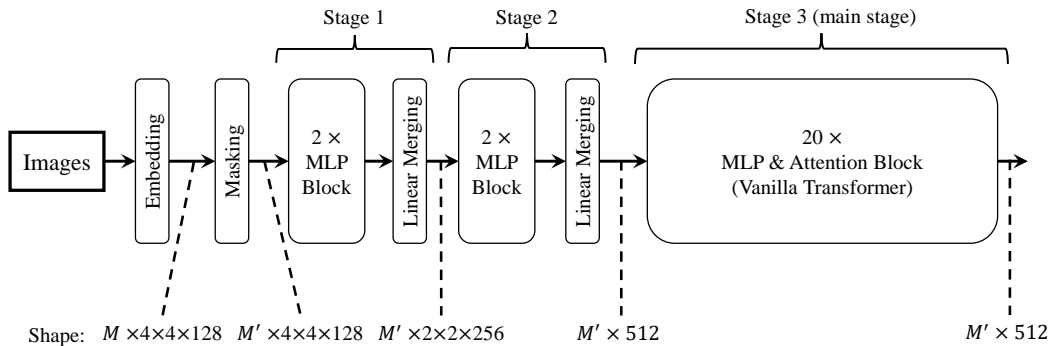 Stage 1
Stage 2
Stage 3 (main stage)
Images
Embedding
Masking
2 ×
MLP
Block
Linear Merging
2 ×
MLP
Block
Linear Merging
20 ×
MLP & Attention Block
(Vanilla Transformer)
Shape: M ×4×4×128 M′ ×4×4×128 M′ ×2×2×256 M′ × 512 M′ × 512